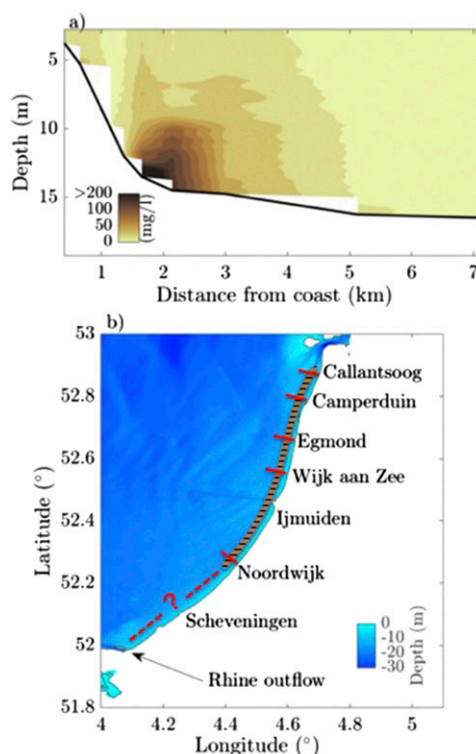 a)
5
10
15
Depth (m)
>200
100
50
0
(mg/l)
1 2 3 4 5 6 7
Distance from coast (km)
b)
53
52.8
52.6
52.4
52.2
52
51.8
Latitude (°)
Callantsoog
Camperduin
Egmond
Wijk aan Zee
Ijmuiden
Noordwijk
?
Scheveningen
Rhine outflow
0
-10
-20
-30
Depth (m)
4 4.2 4.4 4.6 4.8 5
Longitude (°)